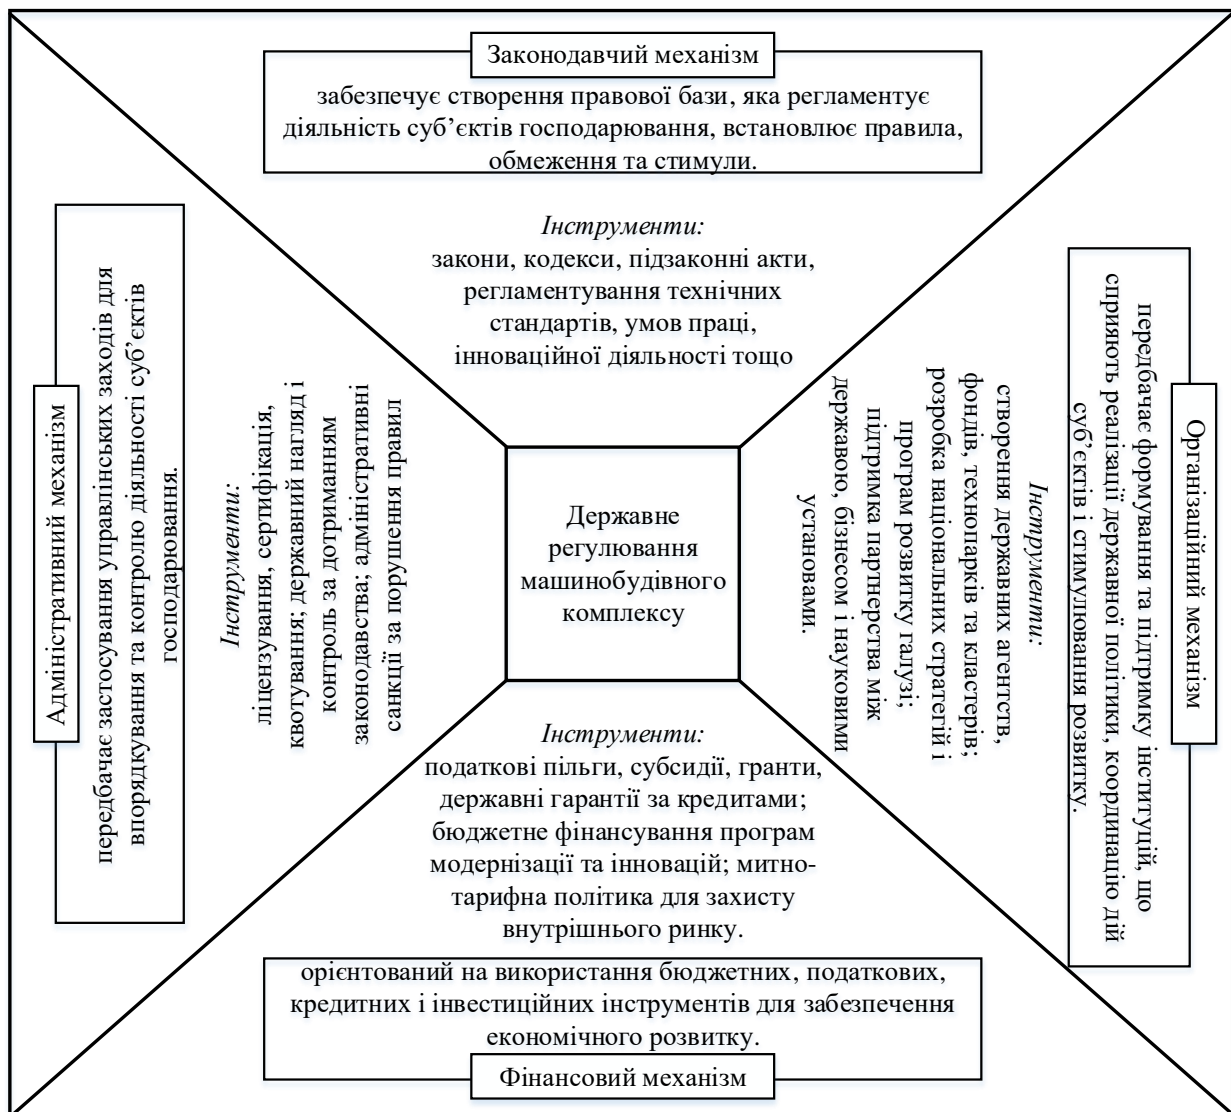 Законодавчий механізм
забезпечує створення правової бази, яка регламентує
діяльність суб’єктів господарювання, встановлює правила,
обмеження та стимули.
Інструменти:
закони, кодекси, підзаконні акти,
регламентування технічних
стандартів, умов праці,
інноваційної діяльності тощо
Адміністративний механізм
передбачає застосування управлінських заходів для
впорядкування та контролю діяльності суб’єктів
господарювання.
Інструменти:
ліцензування, сертифікація,
квотування; державний нагляд і
контроль за дотриманням
законодавства; адміністративні
санкції за порушення правил
Державне
регулювання
машинобудівного
комплексу
Організаційний механізм
передбачає формування та підтримку інституцій, що
сприяють реалізації державної політики, координацію дій
суб’єктів і стимулювання розвитку.
Інструменти:
створення державних агентств,
фондів, технопарків та кластерів;
розробка національних стратегій і
програм розвитку галузі;
підтримка партнерства між
державою, бізнесом і науковими
установами.
Інструменти:
податкові пільги, субсидії, гранти,
державні гарантії за кредитами;
бюджетне фінансування програм
модернізації та інновацій; митно-
тарифна політика для захисту
внутрішнього ринку.
орієнтований на використання бюджетних, податкових,
кредитних і інвестиційних інструментів для забезпечення
економічного розвитку.
Фінансовий механізм